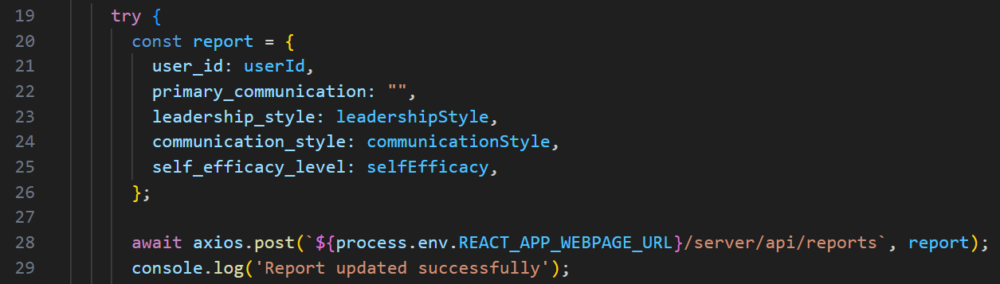 19 try {
20 const report = {
21 user_id: userId,
22 primary_communication: "",
23 leadership_style: leadershipStyle,
24 communication_style: communicationStyle,
25 self_efficacy_level: selfEfficacy,
26 };
27
28 await axios.post(`${process.env.REACT_APP_WEBPAGE_URL}/server/api/reports`, report);
29 console.log('Report updated successfully');